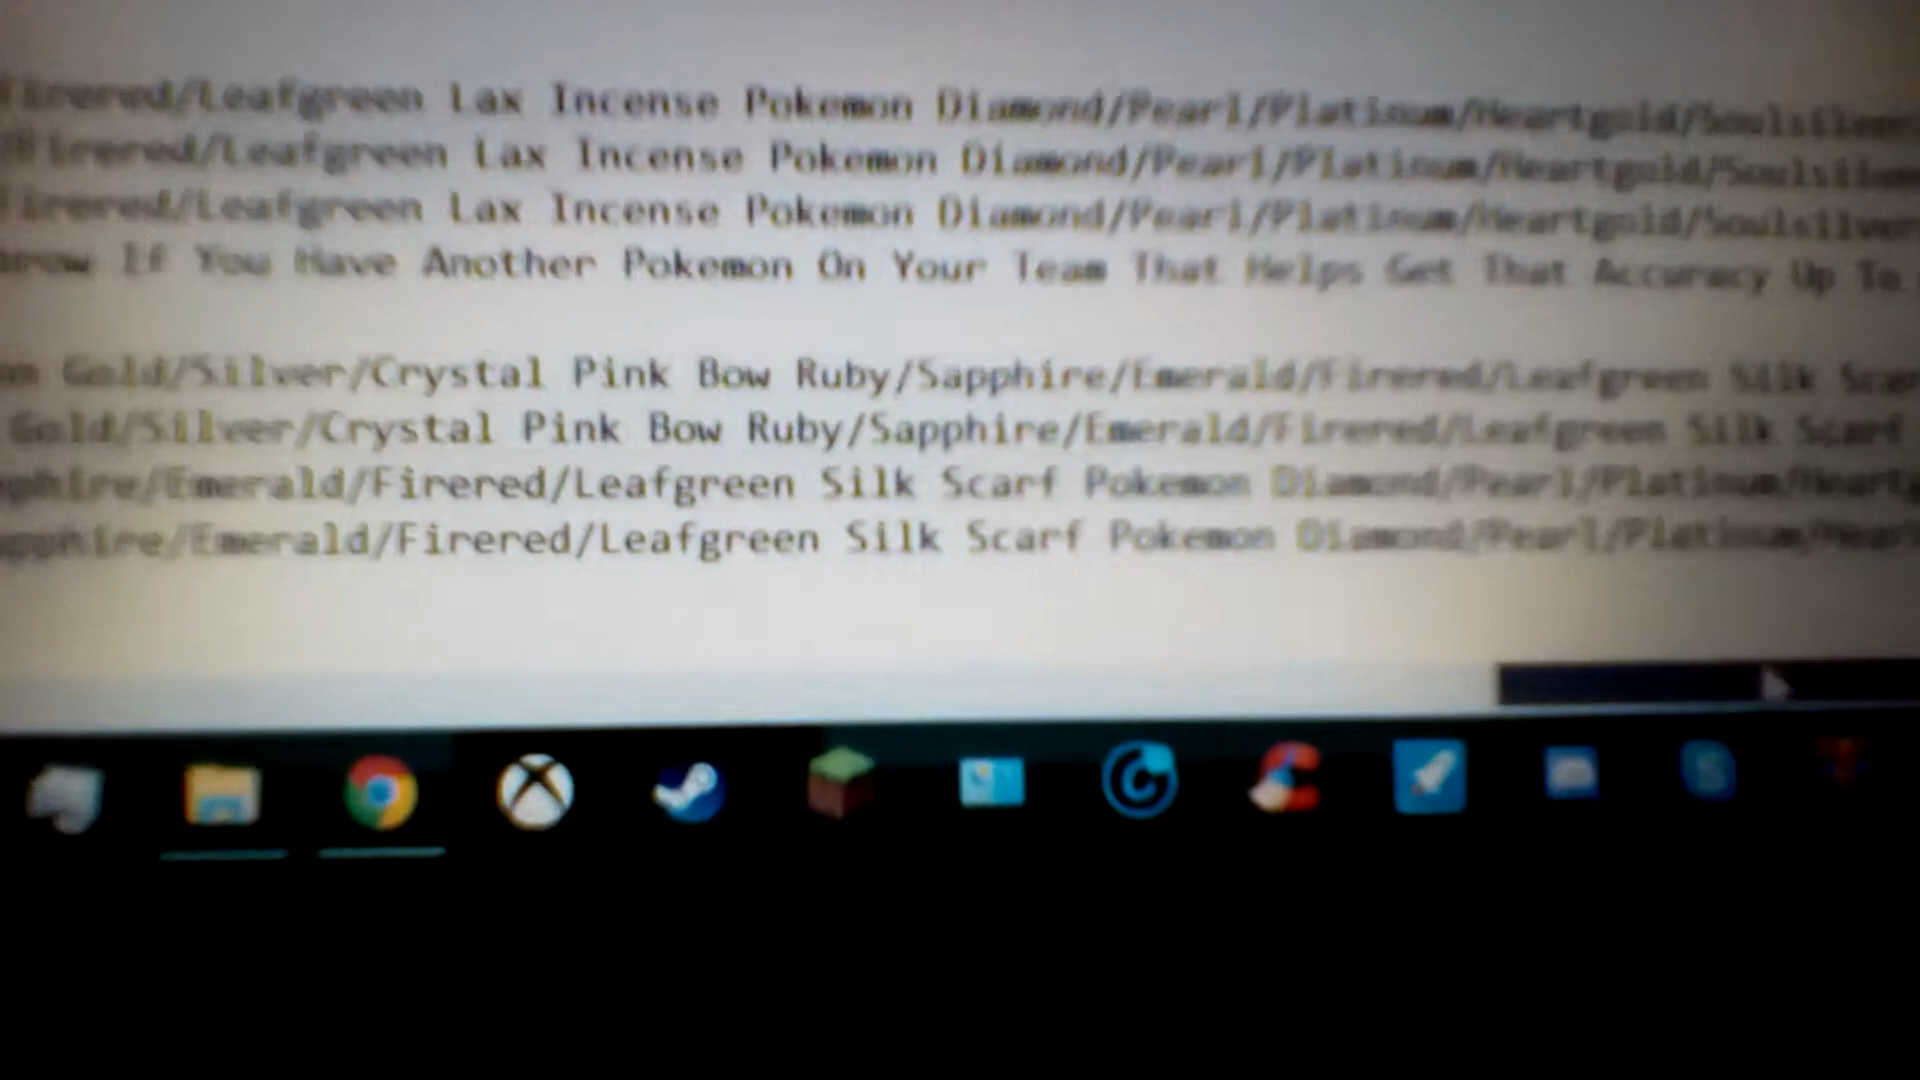 Firered/Leafgreen Lax Incense Pokemon Diamond/Pearl/Platinum/Heartgold/Soulsilver
Firered/Leafgreen Lax Incense Pokemon Diamond/Pearl/Platinum/Heartgold/
Firered/Leafgreen Lax Incense Pokemon Diamond/Pearl/Platinum/Heartgold/Soulsilver
If You Have Another Pokemon On Your Team That Helps Get That Accuracy Up To
Gold/Silver/Crystal Pink Bow Ruby/Sapphire/Emerald/Firered/Leafgreen Silk
Gold/Silver/Crystal Pink Bow Ruby/Sapphire/Emerald/Firered/Leafgreen Silk Scarf
pphire/Emerald/Firered/Leafgreen Silk Scarf Pokemon Diamond/Pearl/Platinum/Heartg
apphire/Emerald/Firered/Leafgreen Silk Scarf Pokemon Diamond/Pearl/Platinum/Hear